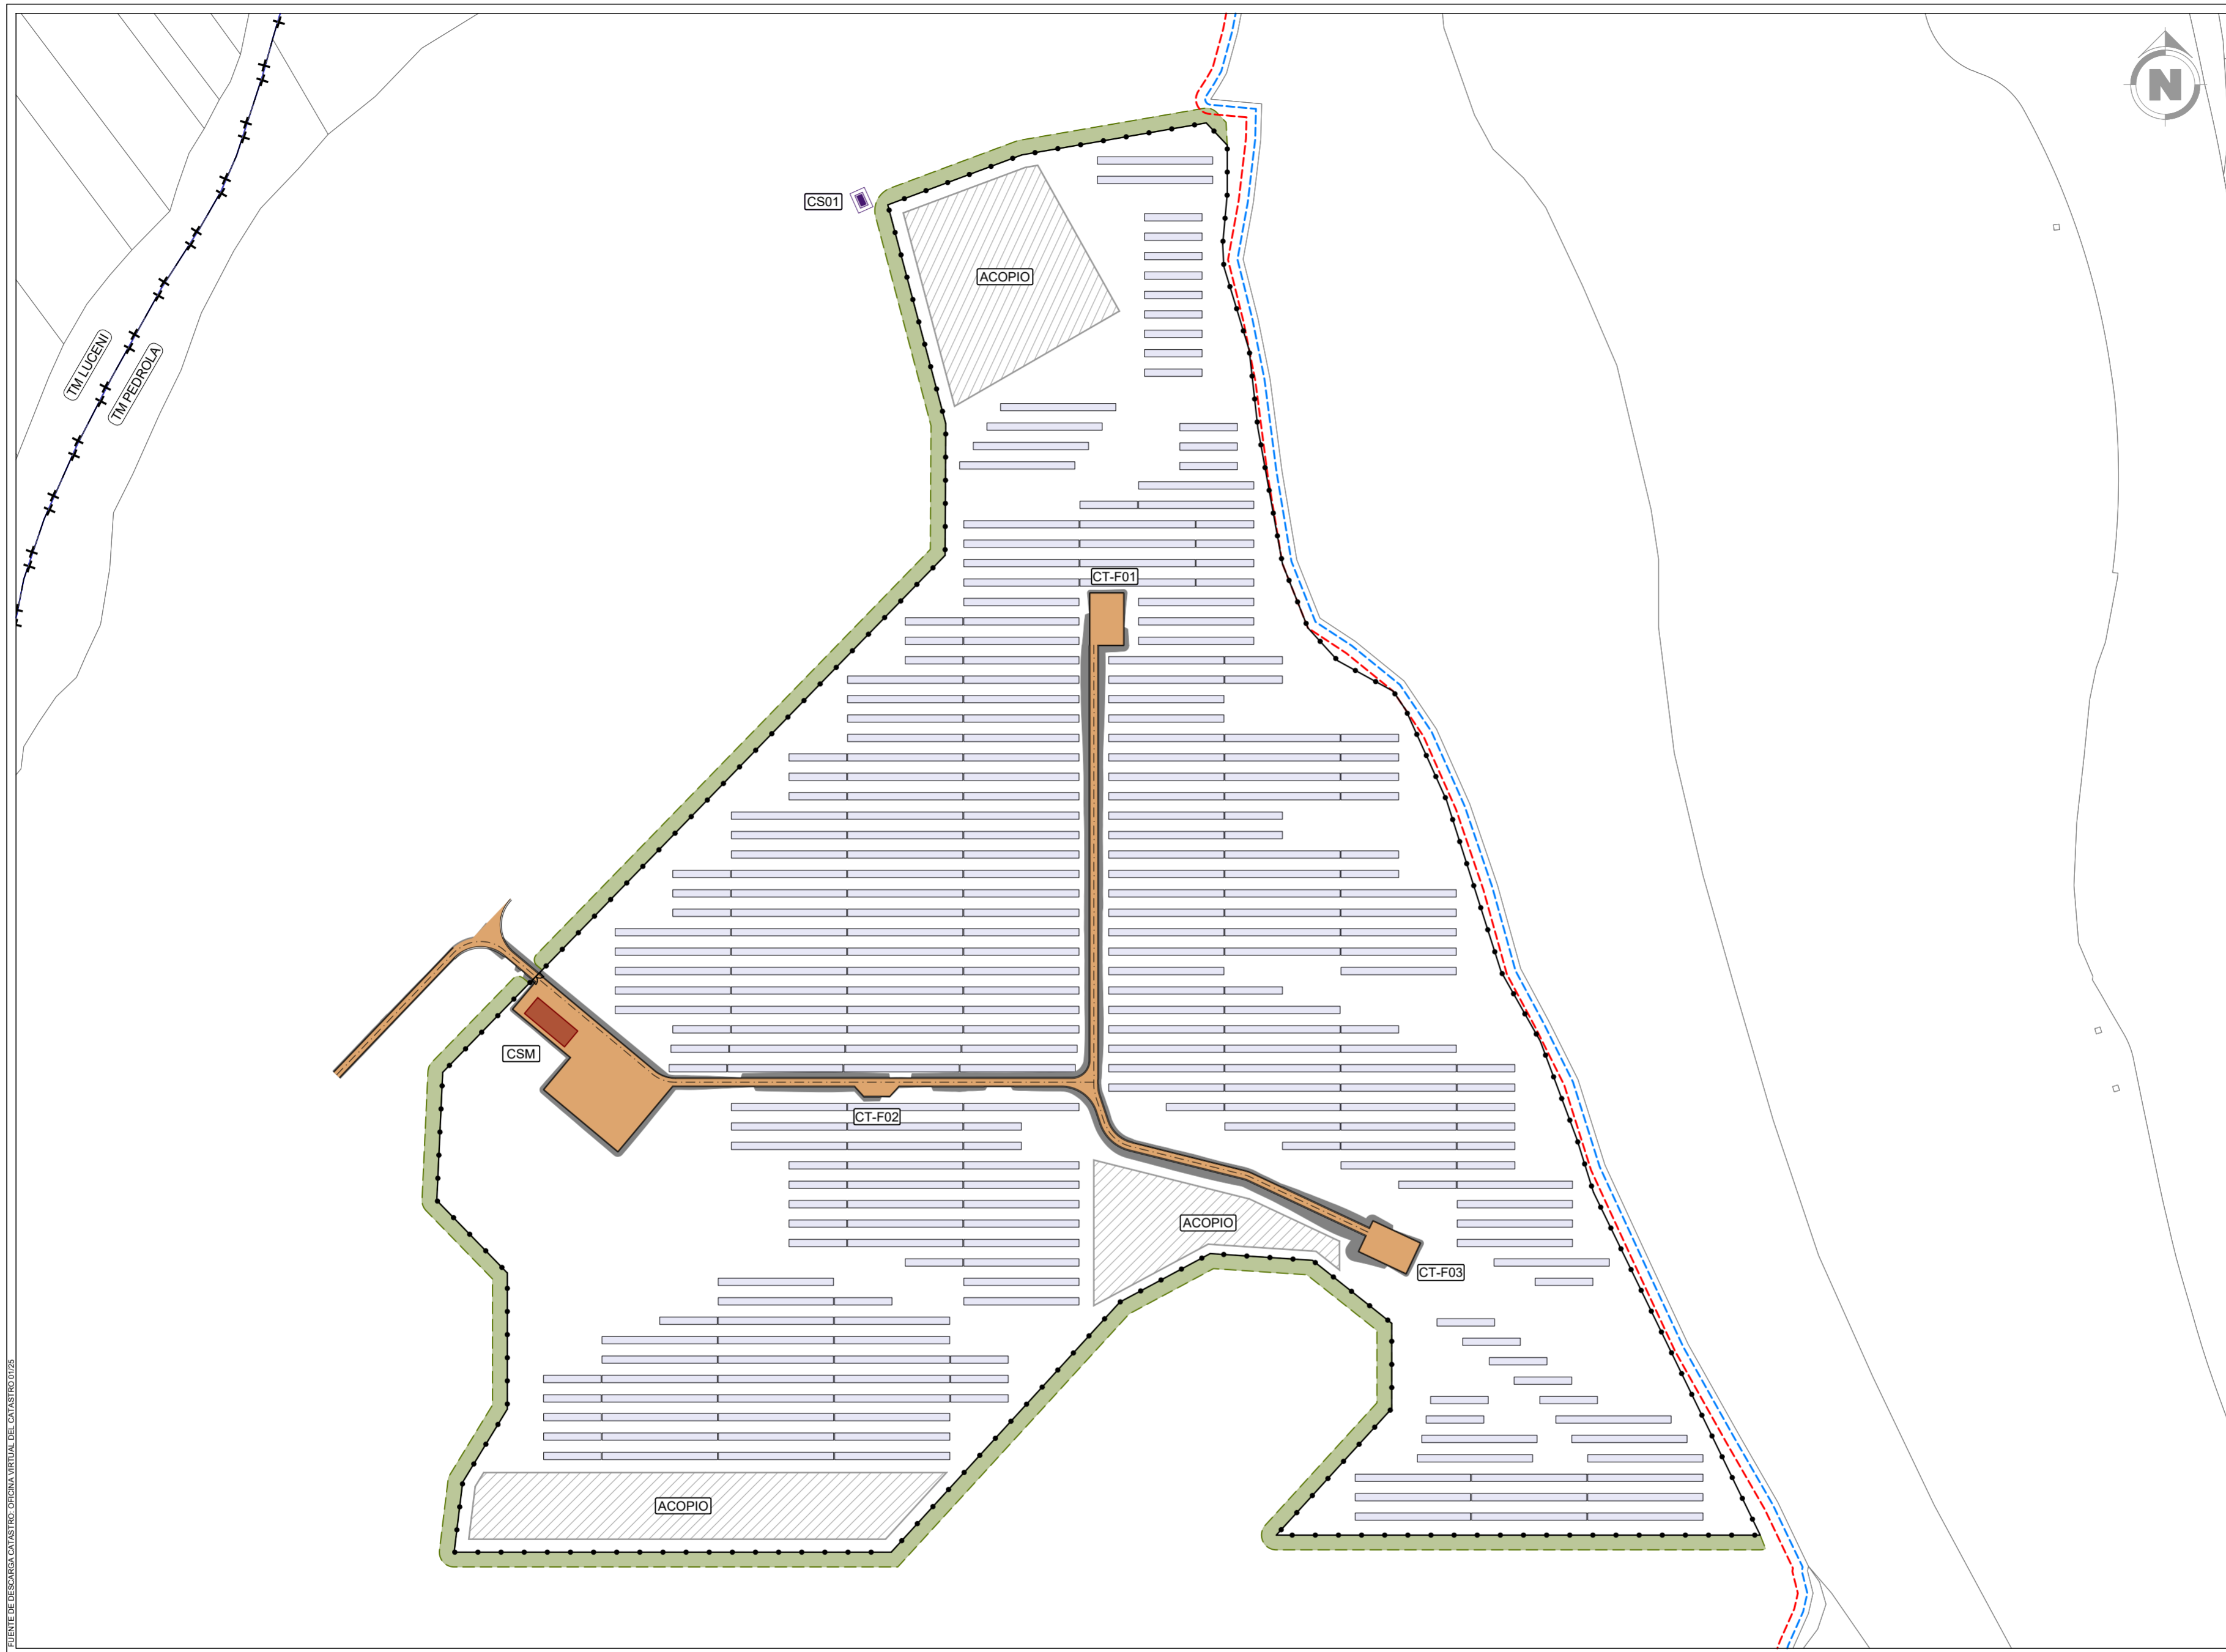 N
CS01
ACOPIO
TM LUCENI
TM PEDROLA
CT-F01
CSM
CT-F02
ACOPIO
CT-F03
ACOPIO
FUENTE DE DESCARGA CATASTRO: OFICINA VIRTUAL DEL CATASTRO 01/25